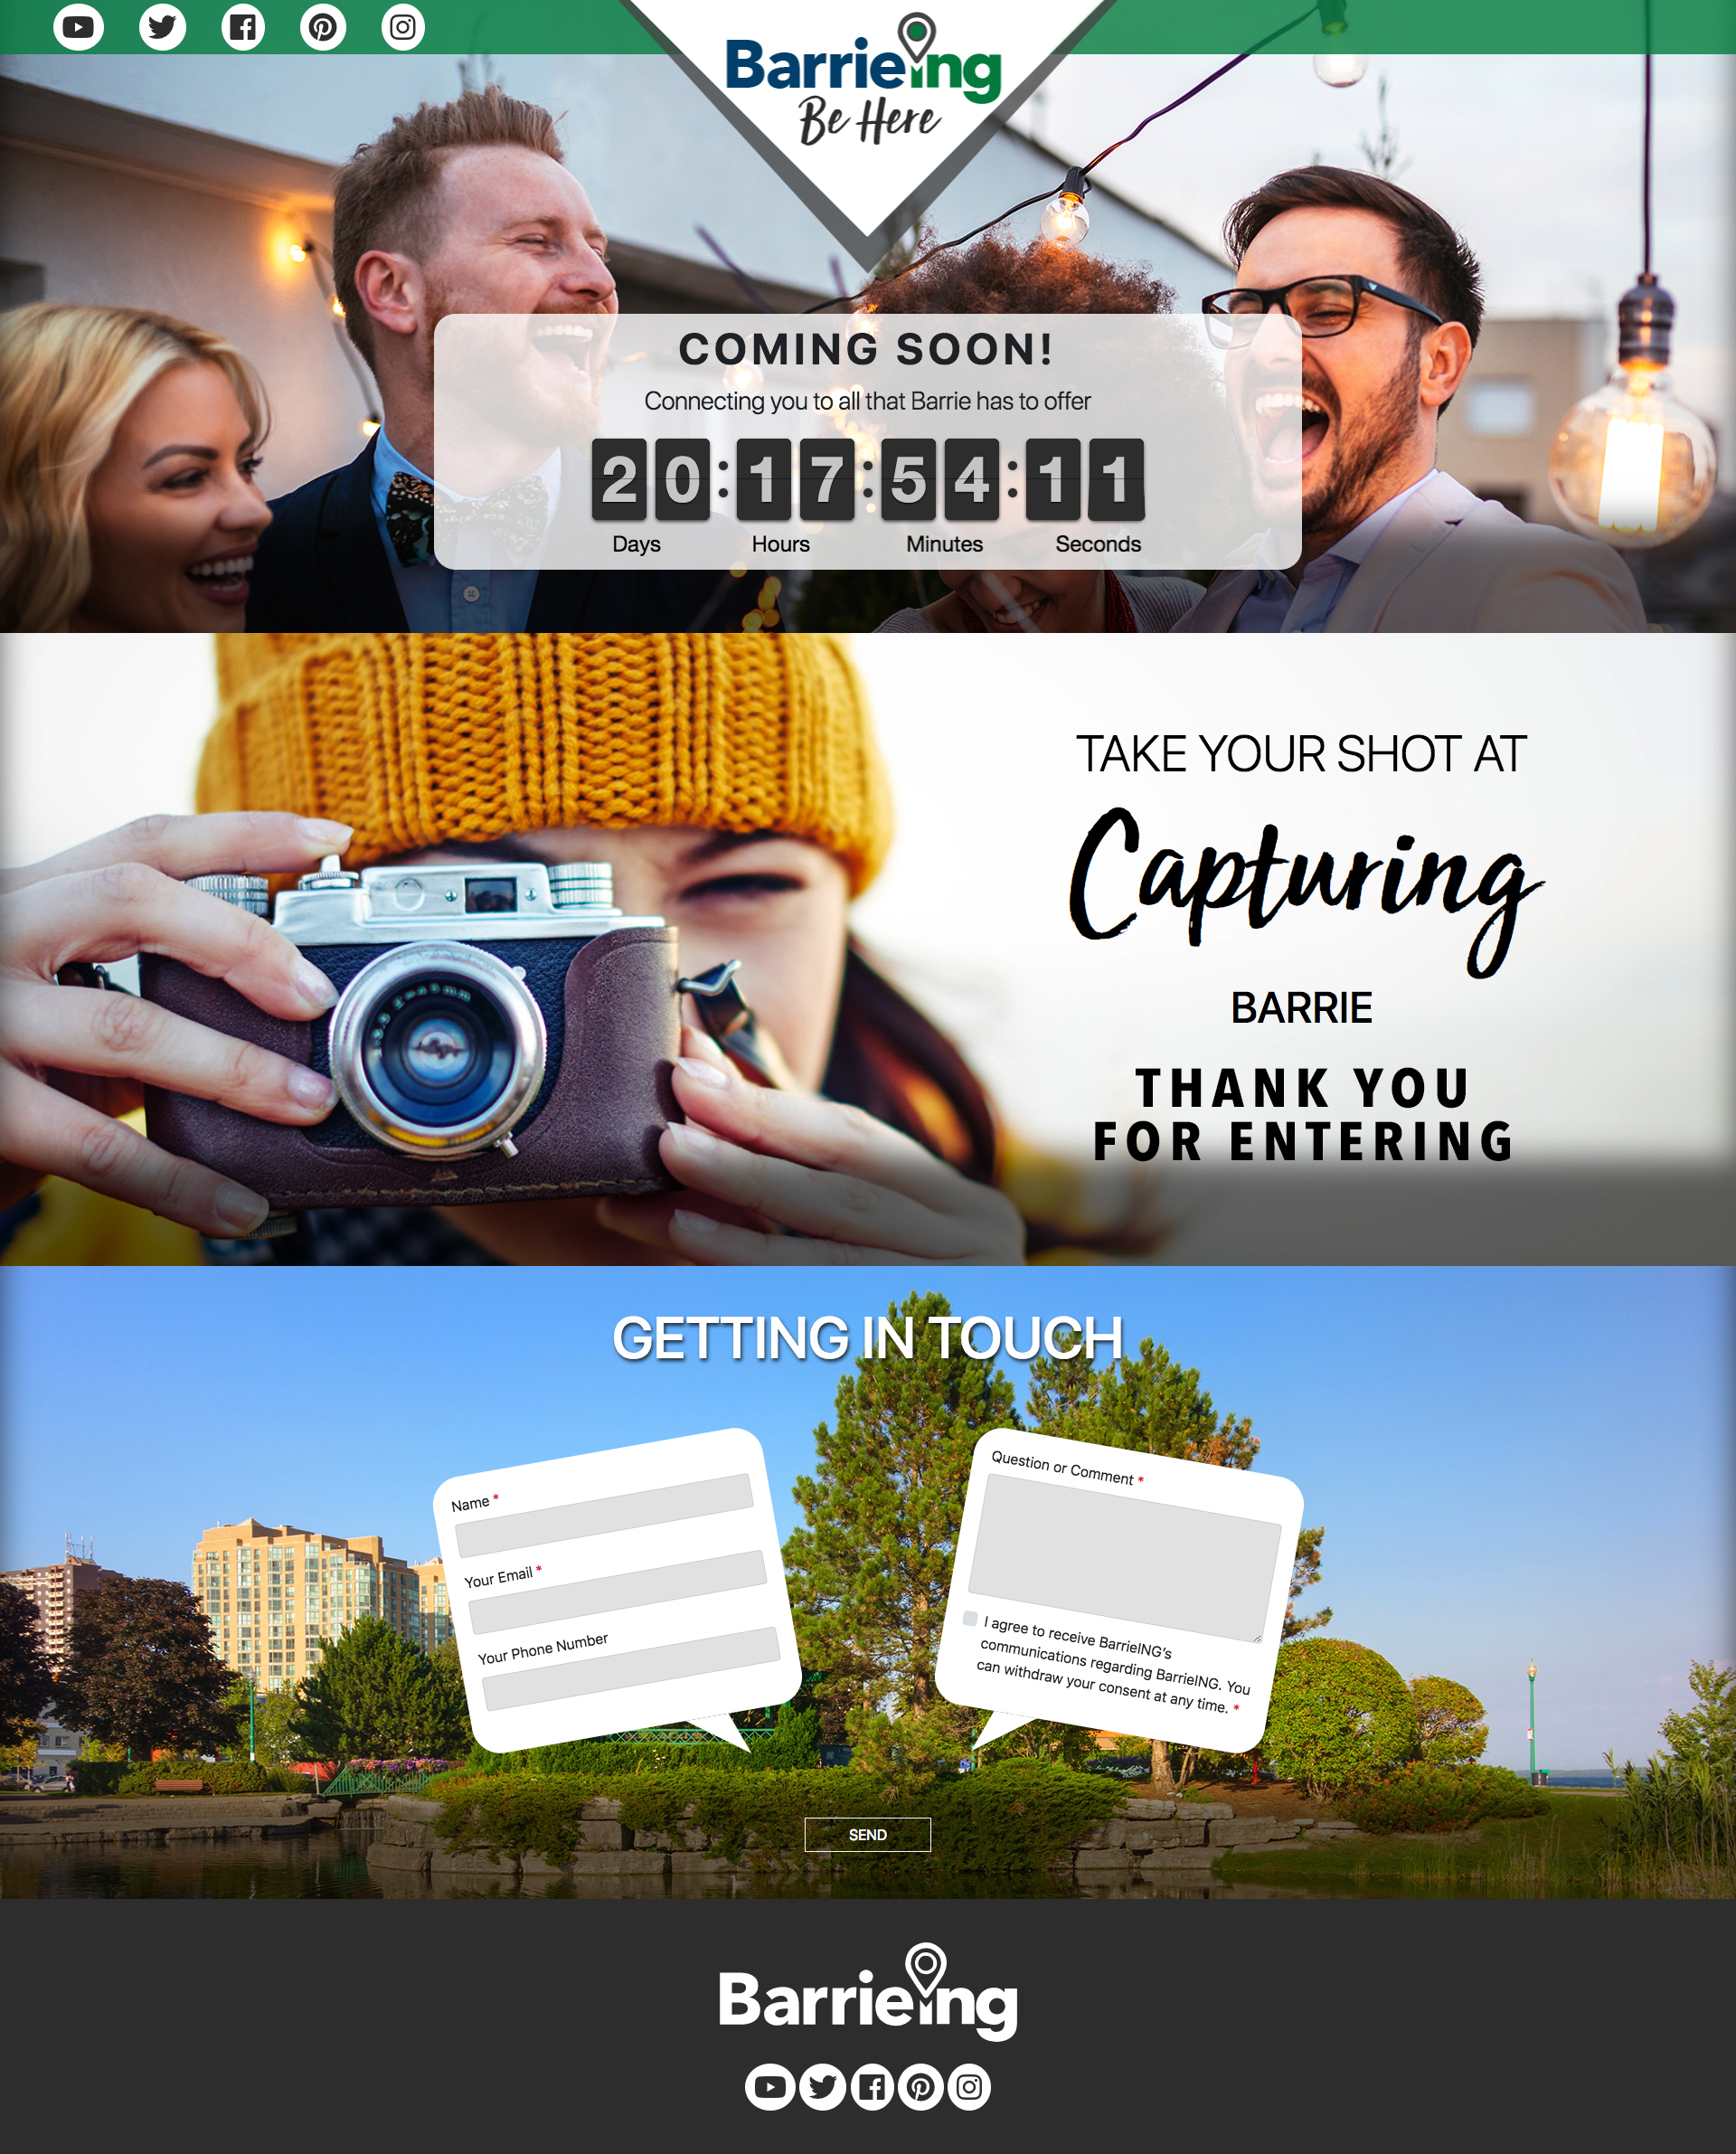 Barrieing
Be Here
COMING SOON!
Connecting you to all that Barrie has to offer
20:17:54:11
Days Hours Minutes Seconds
TAKE YOUR SHOT AT
Capturing
BARRIE
THANK YOU
FOR ENTERING
GETTING IN TOUCH
Name *
Your Email *
Your Phone Number
Question or Comment *
I agree to receive BarrieING's
communications regarding BarrieING. You
can withdraw your consent at any time. *
SEND
Barrieing